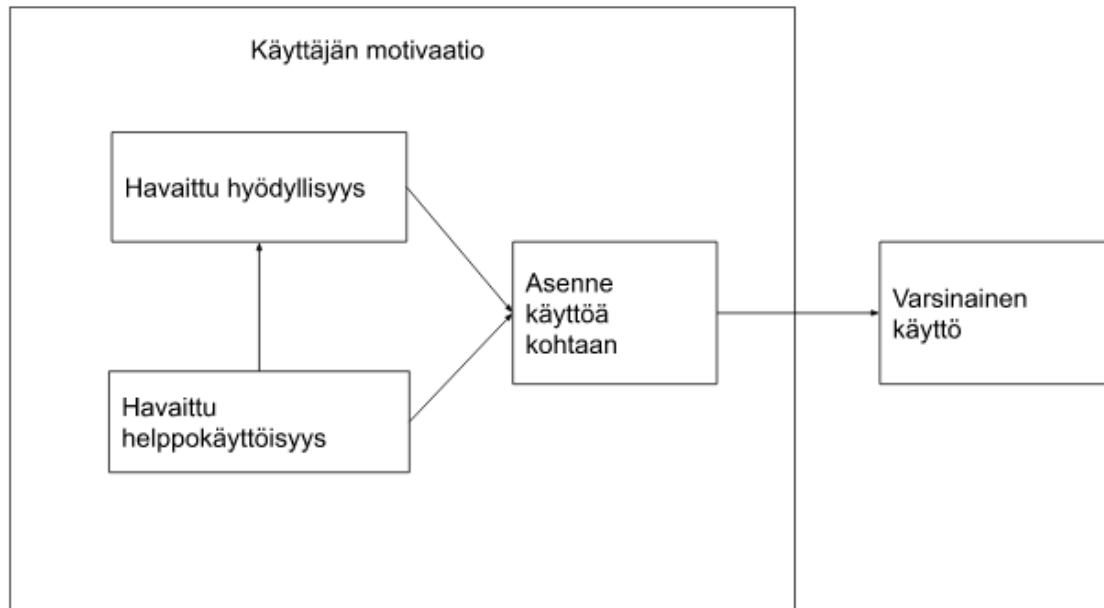 Käyttäjän motivaatio
Havaittu hyödyllisyys
Asenne
käyttöä
kohtaan
Varsinainen
käyttö
Havaittu
helppokäyttöisyys